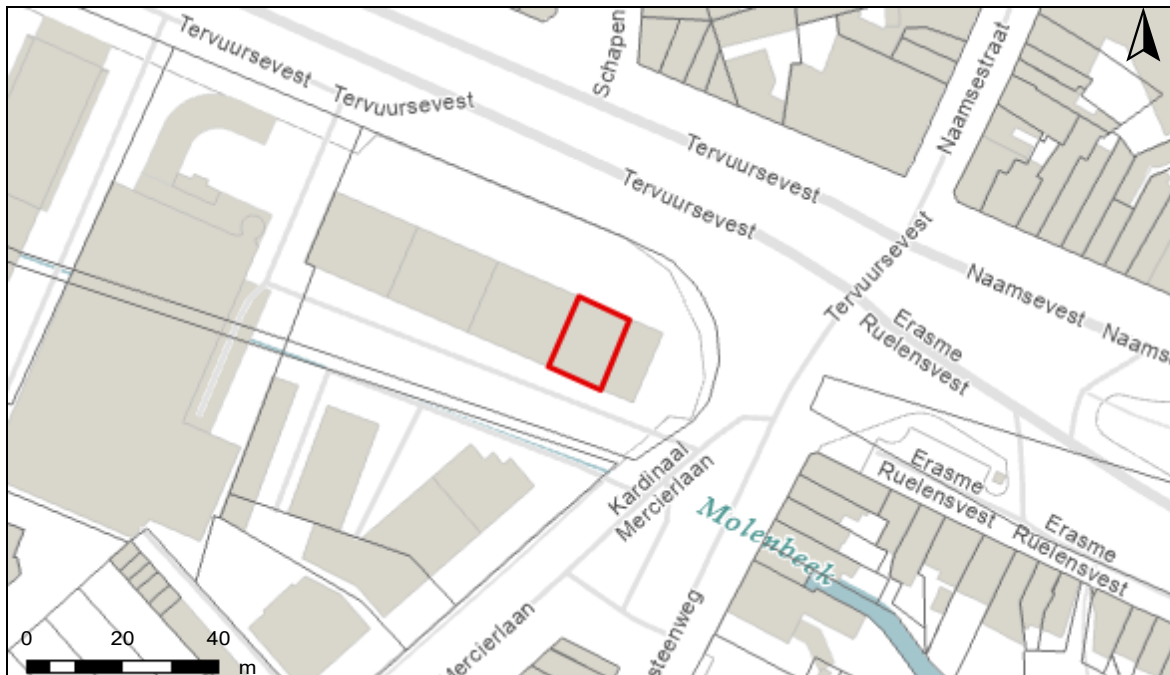 Tervuursevest
Tervuursevest
Schapen
Naamsestraat
Tervuursevest
Tervuursevest
Tervuursevest
Naamsevest
Naams
Erasme
Ruelensvest
Kardinaal
Mercierlaan
Molenbeek
Erasme
Ruelensvest
Erasme
Ruelensvest
Mercierlaan
steenweg
0 20 40
m